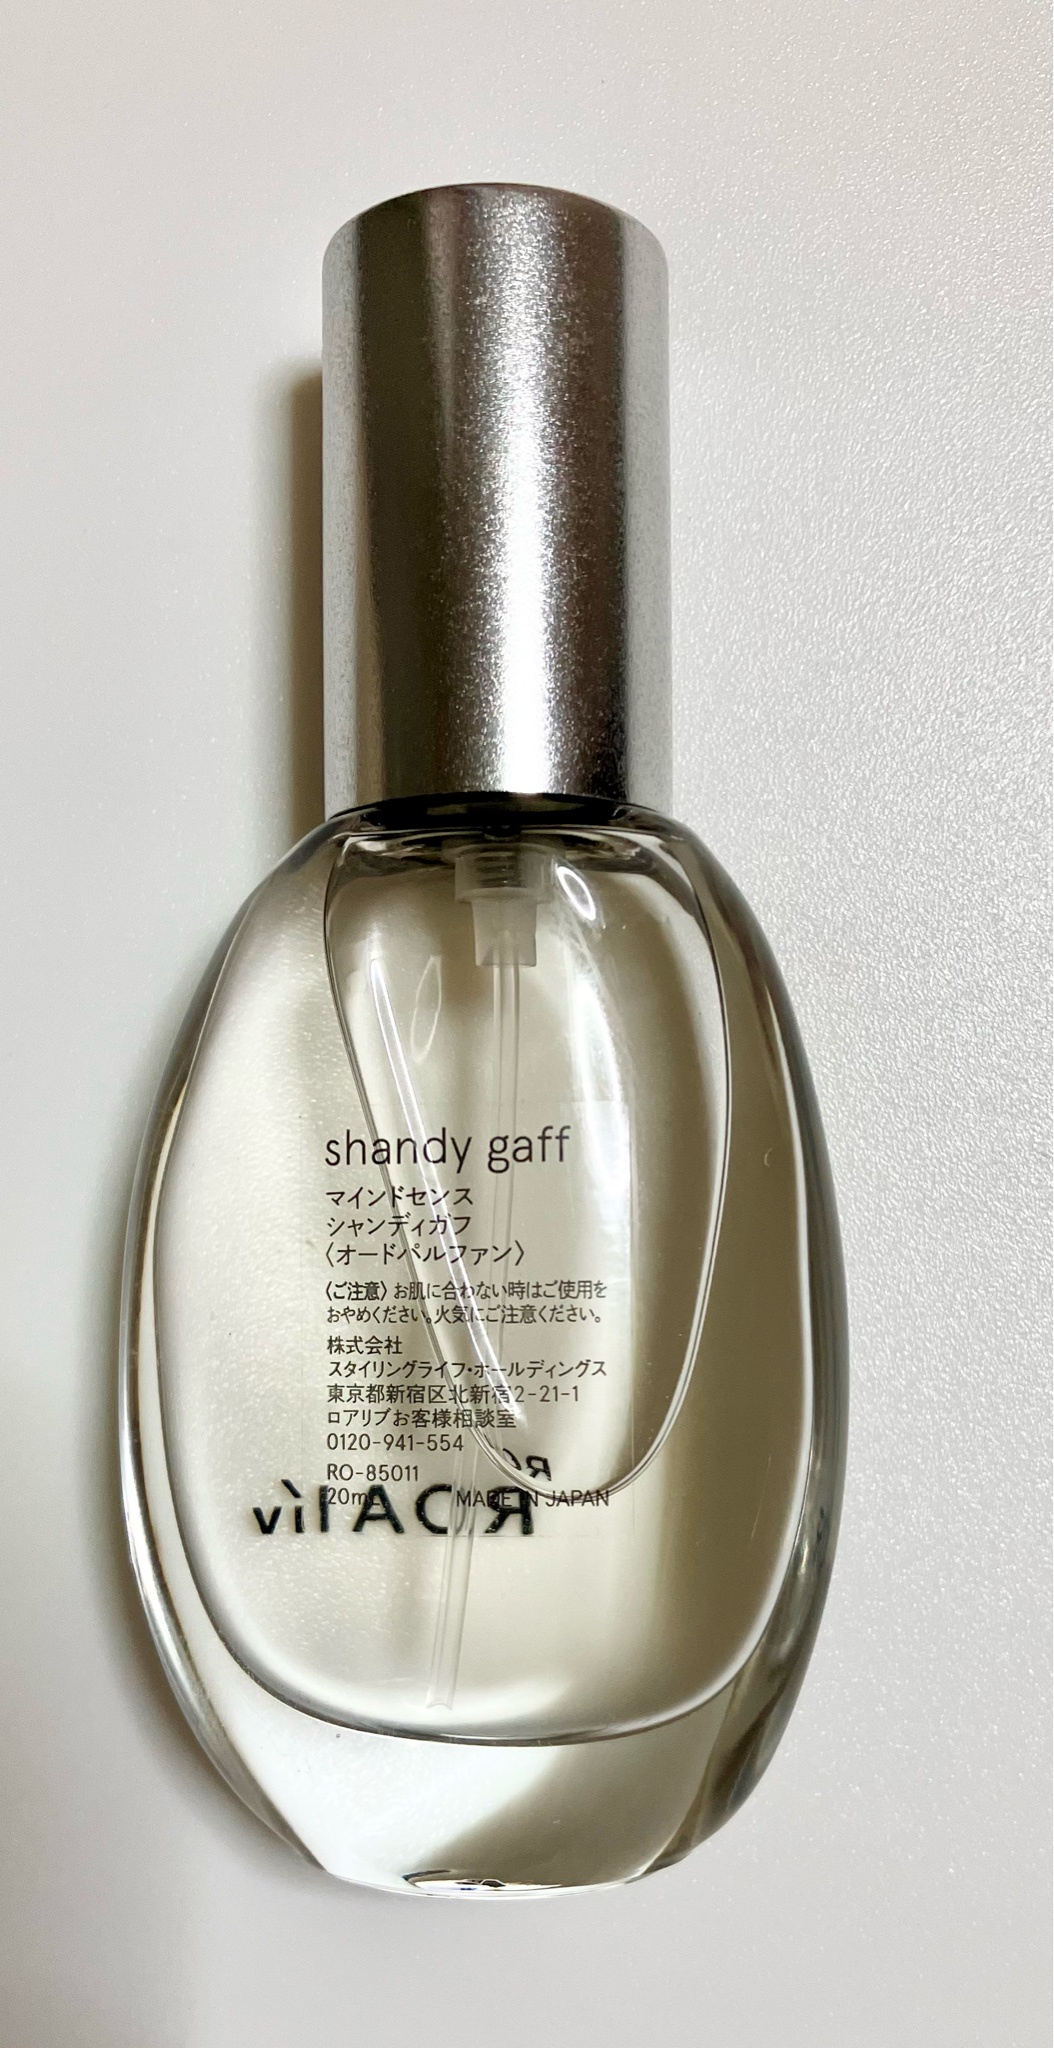 shandy gaff
マインドセンス
シャンディガフ
〈オードパルファン〉
〈ご注意〉お肌に合わない時はご使用を
おやめください。火気にご注意ください。
株式会社
スタイリングライフ・ホールディングス
東京都新宿区北新宿2-21-1
ロアリブお客様相談室
0120-941-554
RO-85011
20mL MADE IN JAPAN
ROAlìv